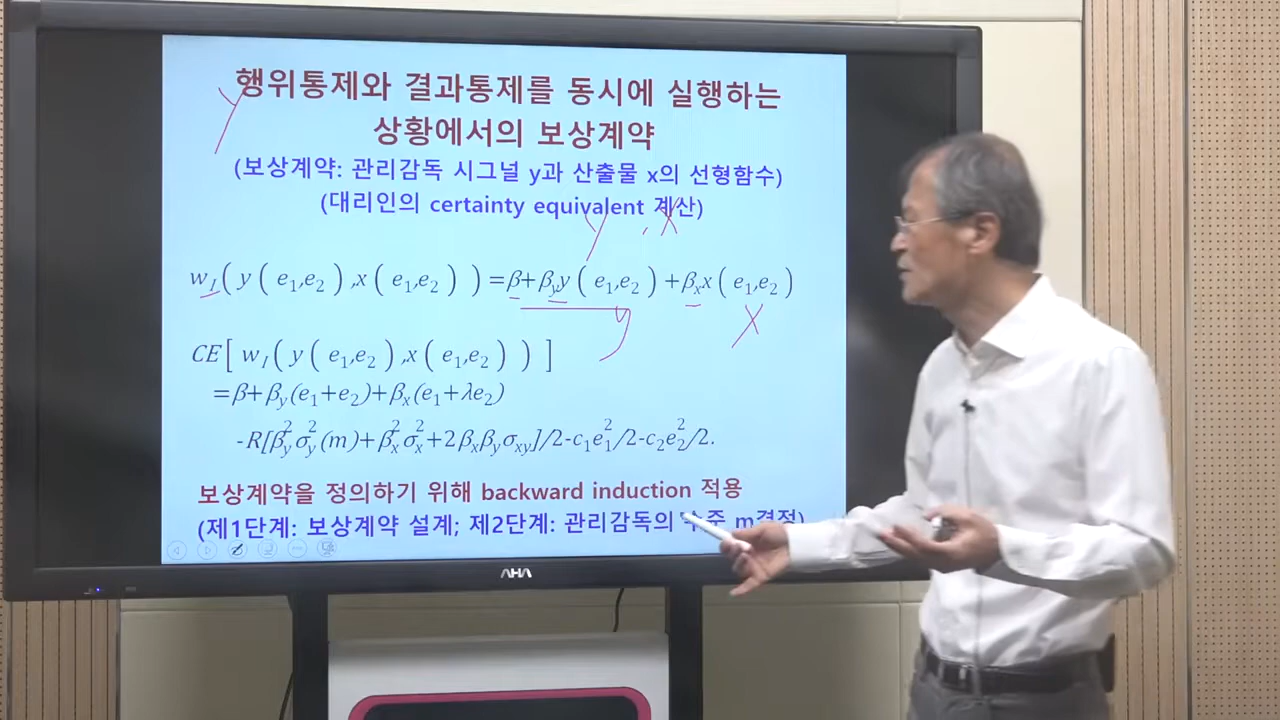 행위통제와 결과통제를 동시에 실행하는
상황에서의 보상계약
(보상계약: 관리감독 시그널 y과 산출물 x의 선형함수)
(대리인의 certainty equivalent 계산)
y , x
w_I(y(e_1,e_2),x(e_1,e_2))=β+β_y y(e_1,e_2)+β_x x(e_1,e_2)
y x
CE[w_I(y(e_1,e_2),x(e_1,e_2))]
=β+β_y(e_1+e_2)+β_x(e_1+λe_2)
-R[β_y^2σ_y^2(m)+β_x^2σ_x^2+2β_xβ_yσ_xy]/2-c_1e_1^2/2-c_2e_2^2/2.
보상계약을 정의하기 위해 backward induction 적용
(제1단계: 보상계약 설계; 제2단계: 관리감독의 m결정)
AHA